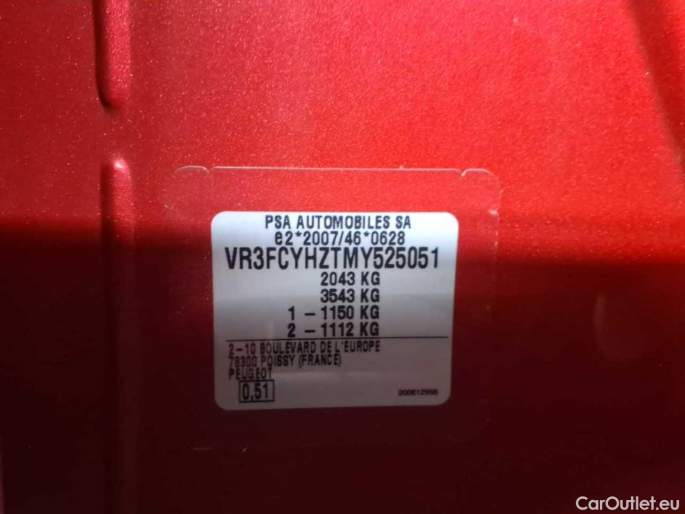 PSA AUTOMOBILES SA
e2*2007/46*0628
VR3FCYHZTMY525051
2043 KG
3543 KG
1 - 1150 KG
2 - 1112 KG
2-10 BOULEVARD DE L'EUROPE
78300 POISSY (FRANCE)
PEUGEOT
0,51
CarOutlet.eu